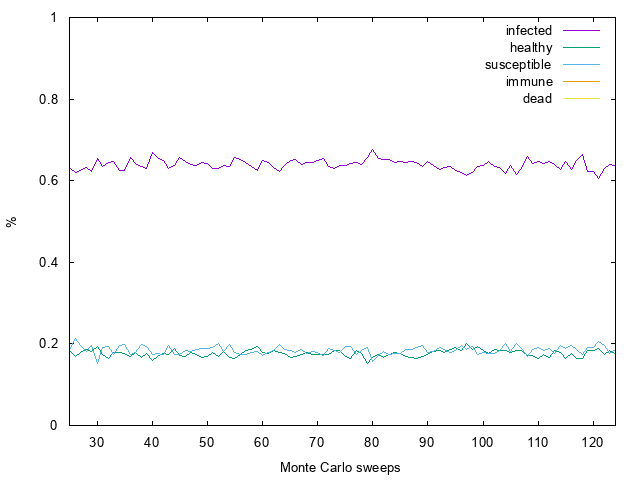 1
infected
healthy
susceptible
0.8
immune
dead
0.6
%
0.4
0.2
0
30 40 50 60 70 80 90 100 110 120
Monte Carlo sweeps